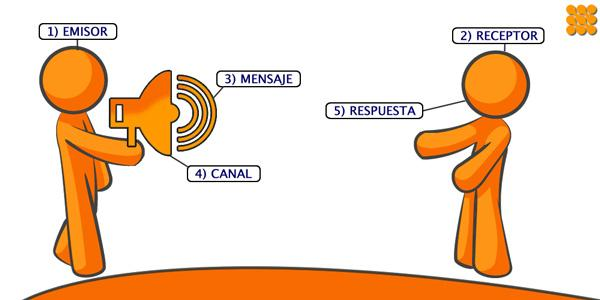 1) EMISOR
2) RECEPTOR
3) MENSAJE
5) RESPUESTA
4) CANAL